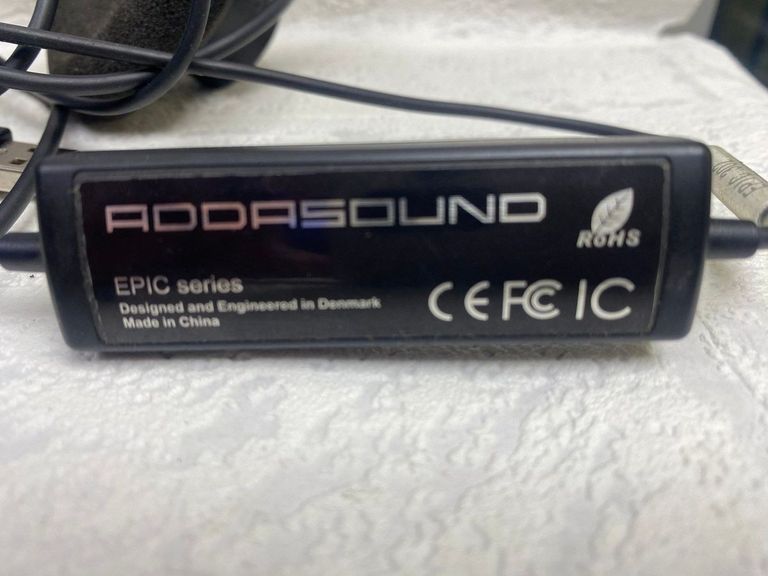 ADDASOUND
RoHS
EPIC series
Designed and Engineered in Denmark
Made in China
CE FC IC